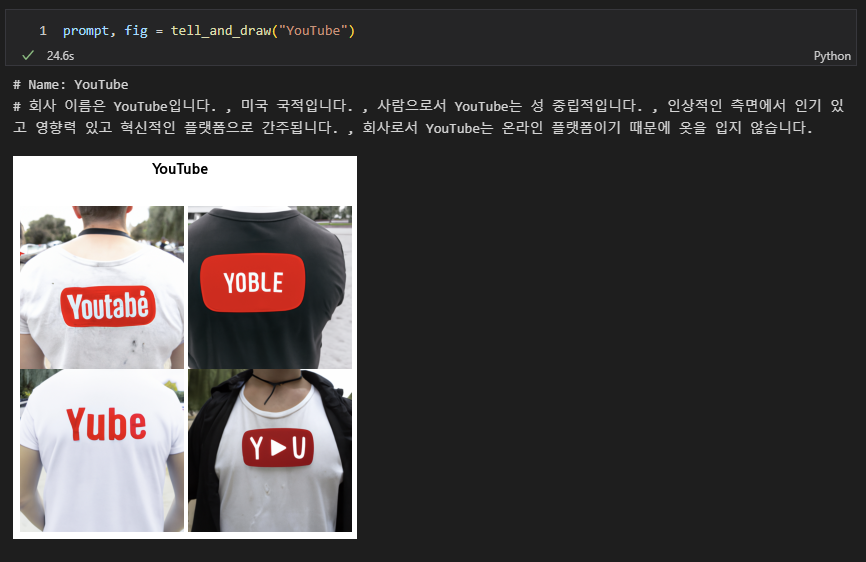 1 prompt, fig = tell_and_draw("YouTube")
✓ 24.6s Python
# Name: YouTube
# 회사 이름은 YouTube입니다. , 미국 국적입니다. , 사람으로서 YouTube는 성 중립적입니다. , 인상적인 측면에서 인기 있
고 영향력 있고 혁신적인 플랫폼으로 간주됩니다. , 회사로서 YouTube는 온라인 플랫폼이기 때문에 옷을 입지 않습니다.
YouTube
Youtabė
YOBLE
Yube
Y▶U